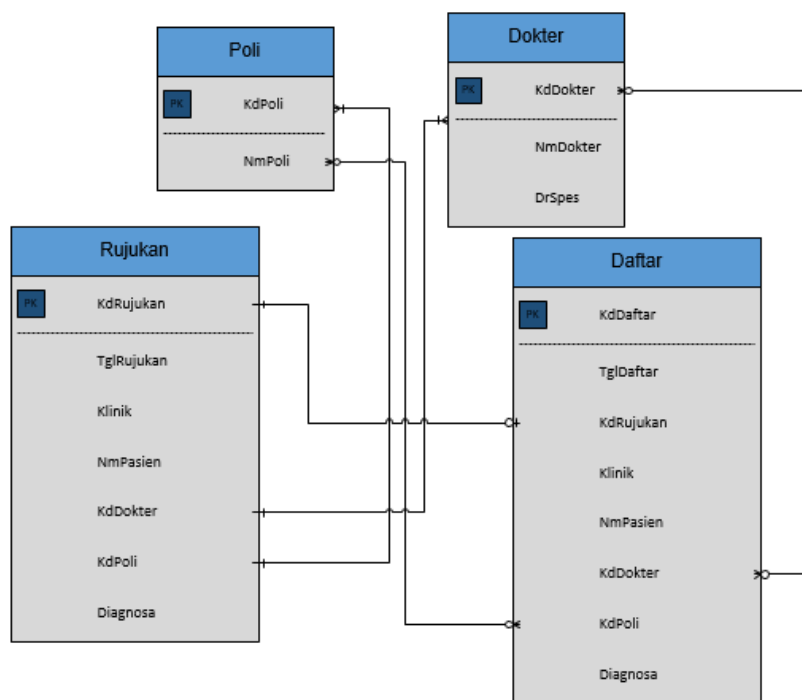 Poli
PK KdPoli
NmPoli
Dokter
PK KdDokter
NmDokter
DrSpes
Rujukan
PK KdRujukan
TglRujukan
Klinik
NmPasien
KdDokter
KdPoli
Diagnosa
Daftar
PK KdDaftar
TglDaftar
KdRujukan
Klinik
NmPasien
KdDokter
KdPoli
Diagnosa